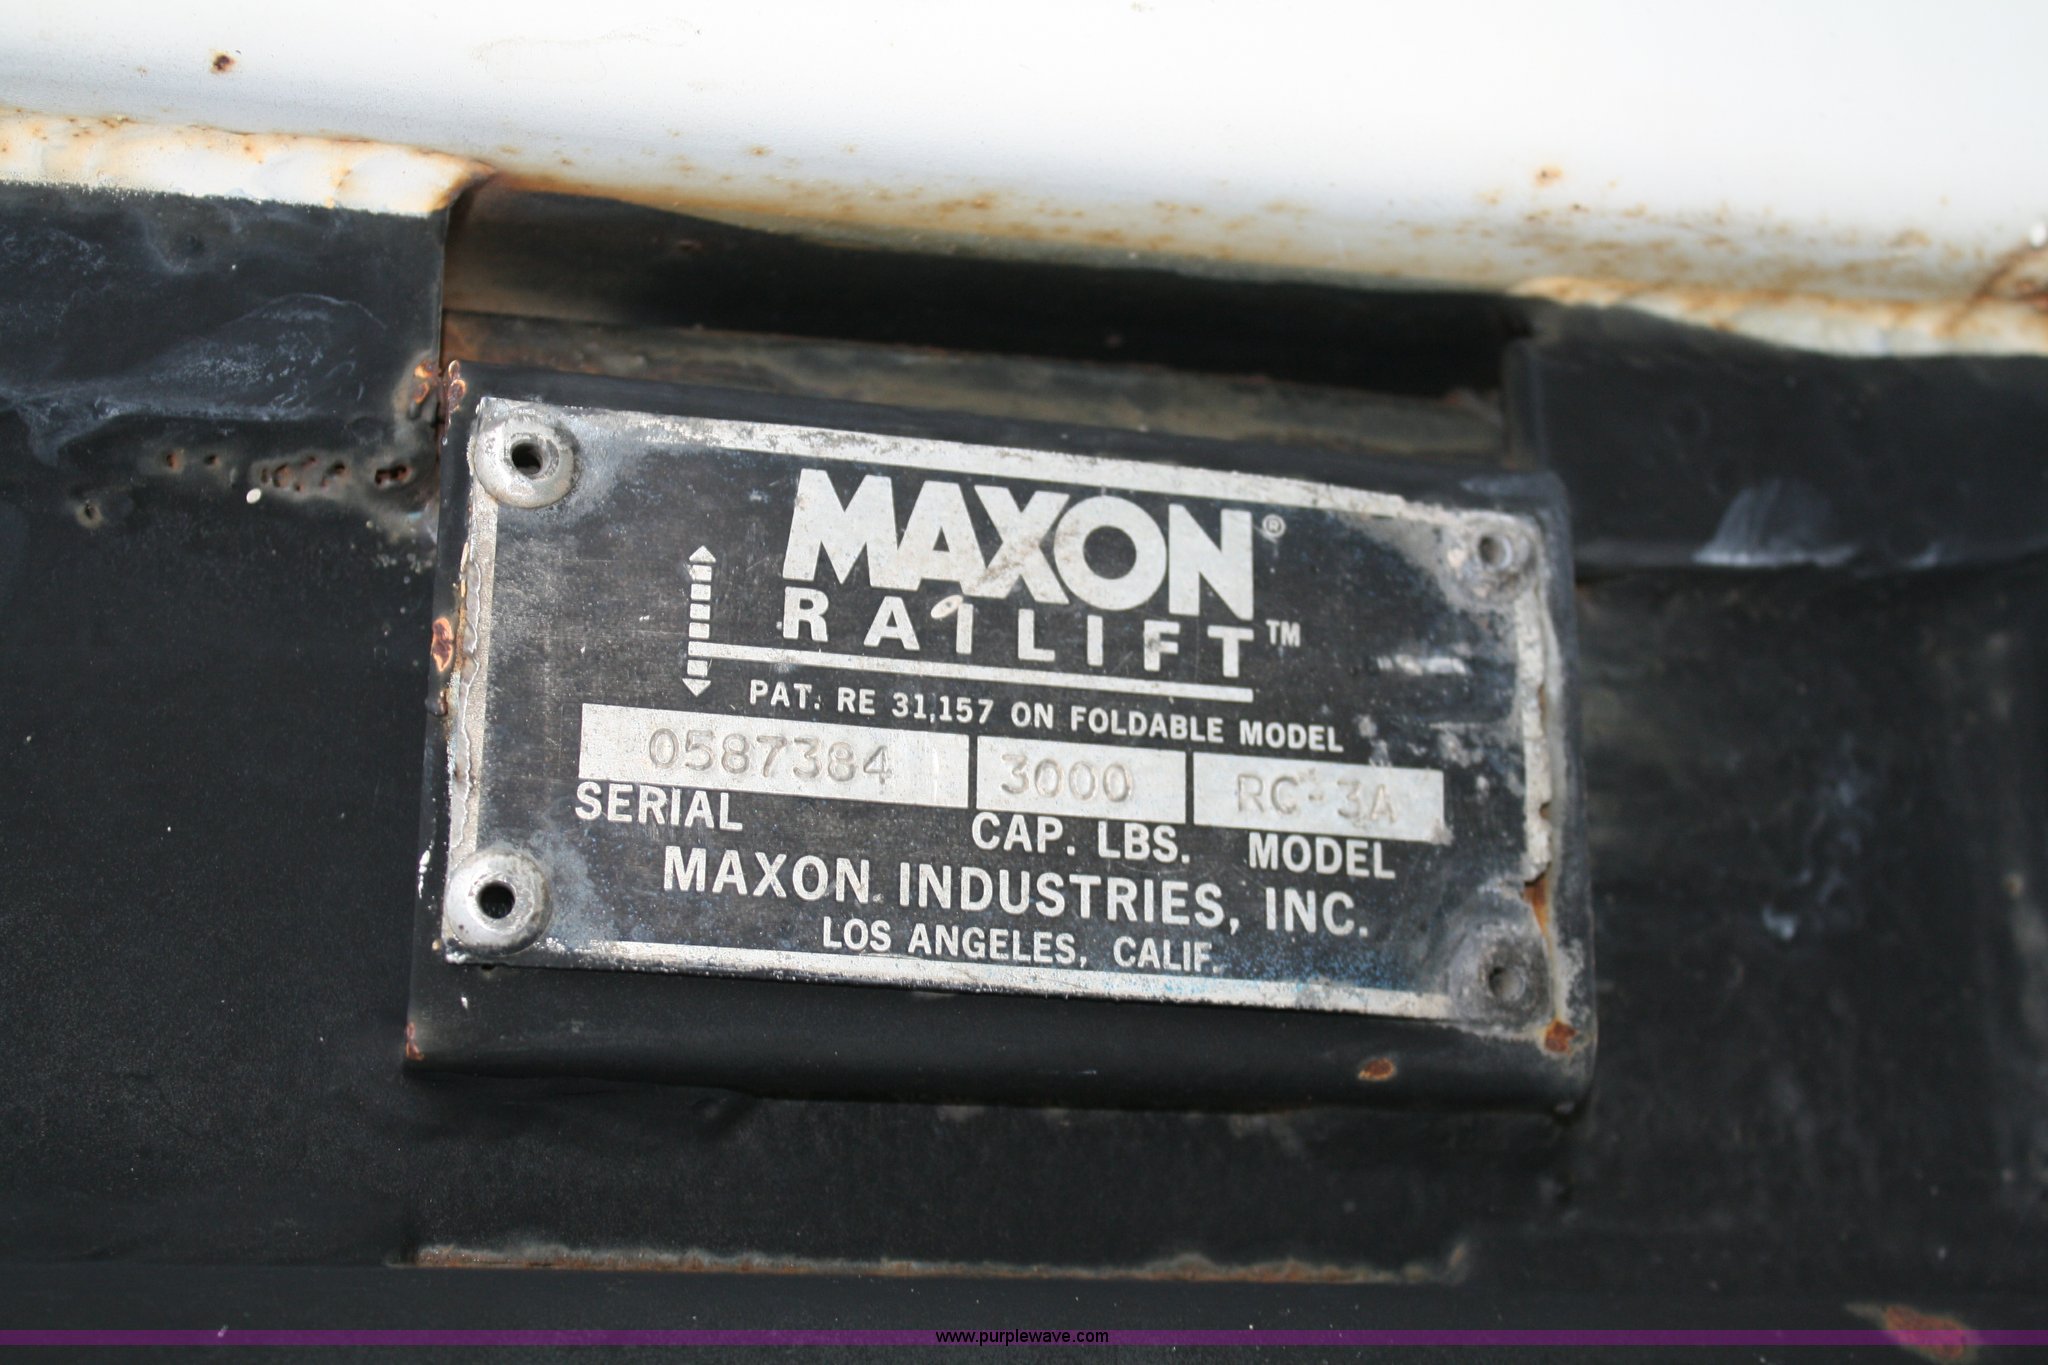 MAXON®
RAILIFT™
PAT. RE 31,157 ON FOLDABLE MODEL
0587384 3000 RC-3A
SERIAL CAP. LBS. MODEL
MAXON INDUSTRIES, INC.
LOS ANGELES, CALIF.
www.purplewave.com